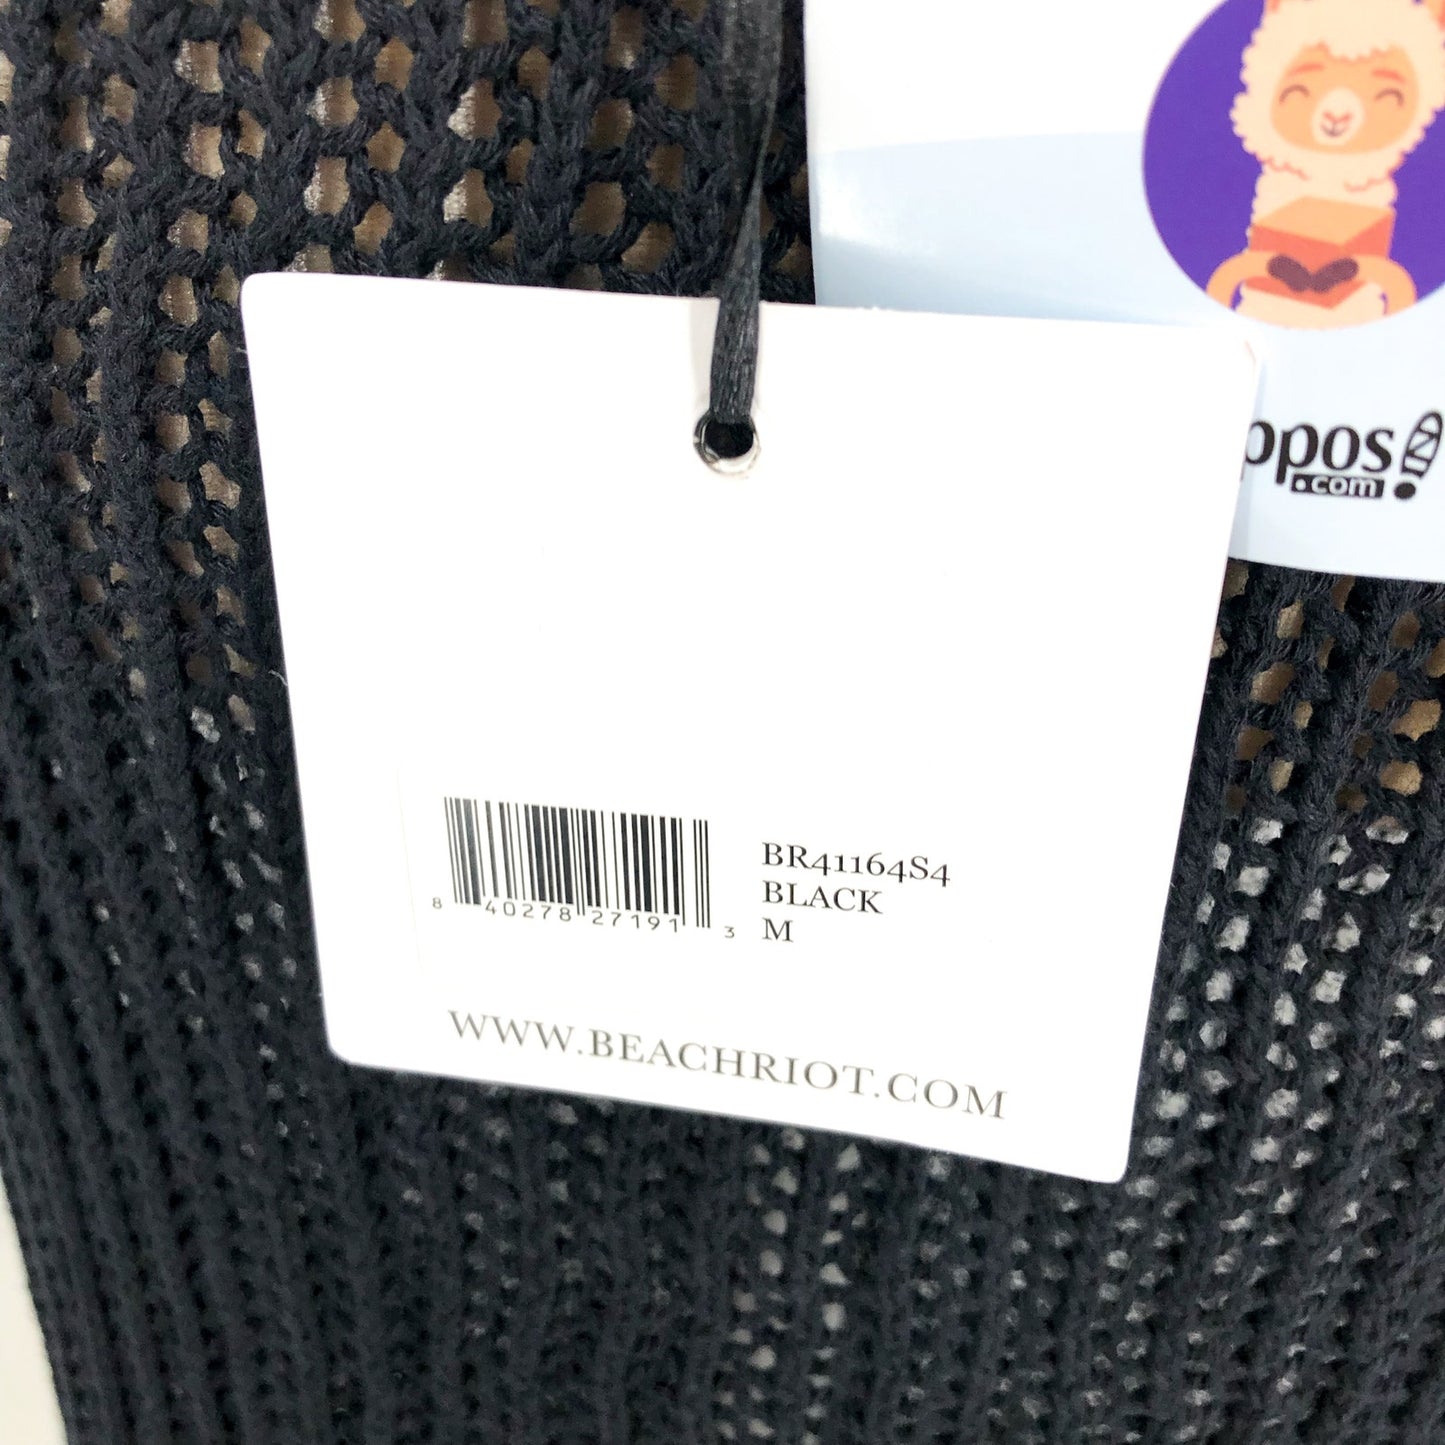 ppos
.com
BR41164S4
BLACK
M
8 40278 27191 3
WWW.BEACHRIOT.COM